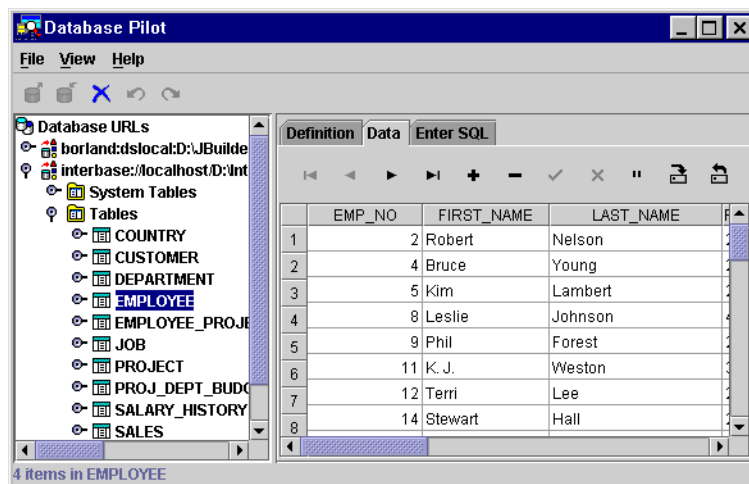 Database Pilot
File View Help
Database URLs
borland:dslocal:D:\JBuilde
interbase://localhost/D:\Int
System Tables
Tables
COUNTRY
CUSTOMER
DEPARTMENT
EMPLOYEE
EMPLOYEE_PROJE
JOB
PROJECT
PROJ_DEPT_BUDG
SALARY_HISTORY
SALES
Definition Data Enter SQL
EMP_NO FIRST_NAME LAST_NAME
1 2 Robert Nelson
2 4 Bruce Young
3 5 Kim Lambert
4 8 Leslie Johnson
5 9 Phil Forest
6 11 K. J. Weston
7 12 Terri Lee
8 14 Stewart Hall
4 items in EMPLOYEE